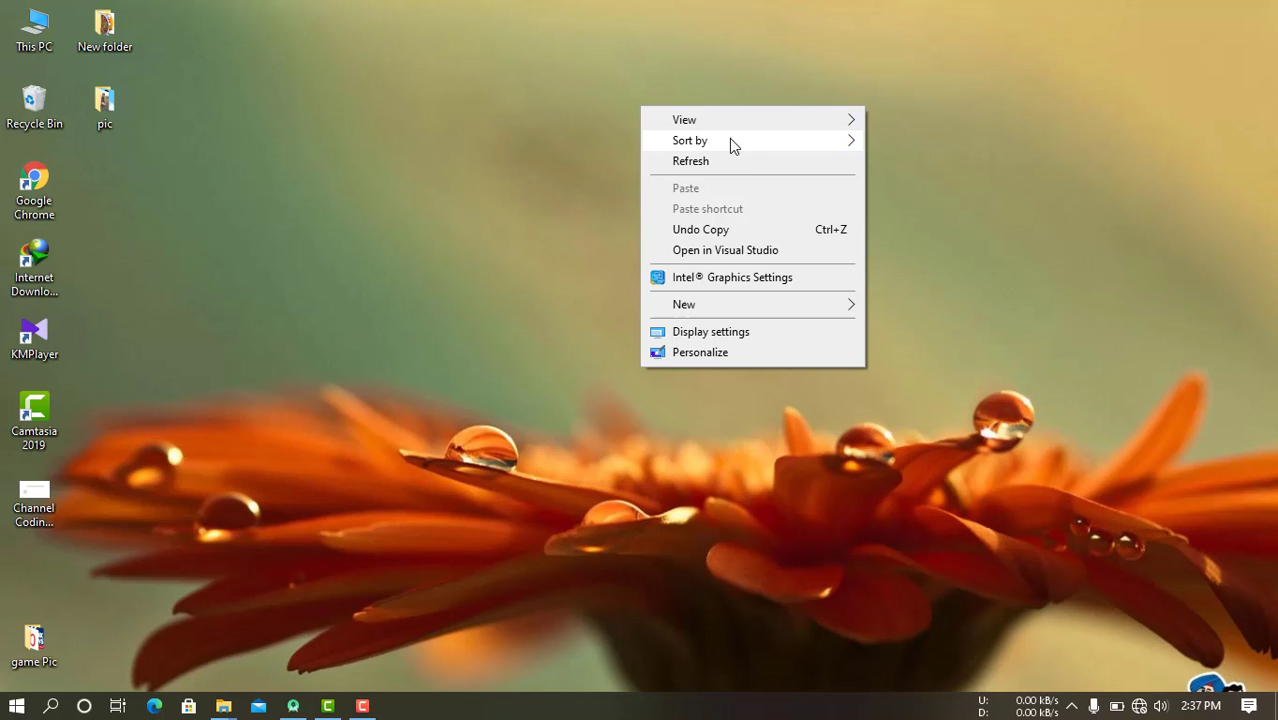 This PC
New folder
Recycle Bin
pic
Google
Chrome
Internet
Downlo...
KMPlayer
Camtasia
2019
Channel
Codin...
game Pic
View
Sort by
Refresh
Paste
Paste shortcut
Undo Copy Ctrl+Z
Open in Visual Studio
Intel® Graphics Settings
New
Display settings
Personalize
U: 0.00 kB/s
D: 0.00 kB/s
2:37 PM